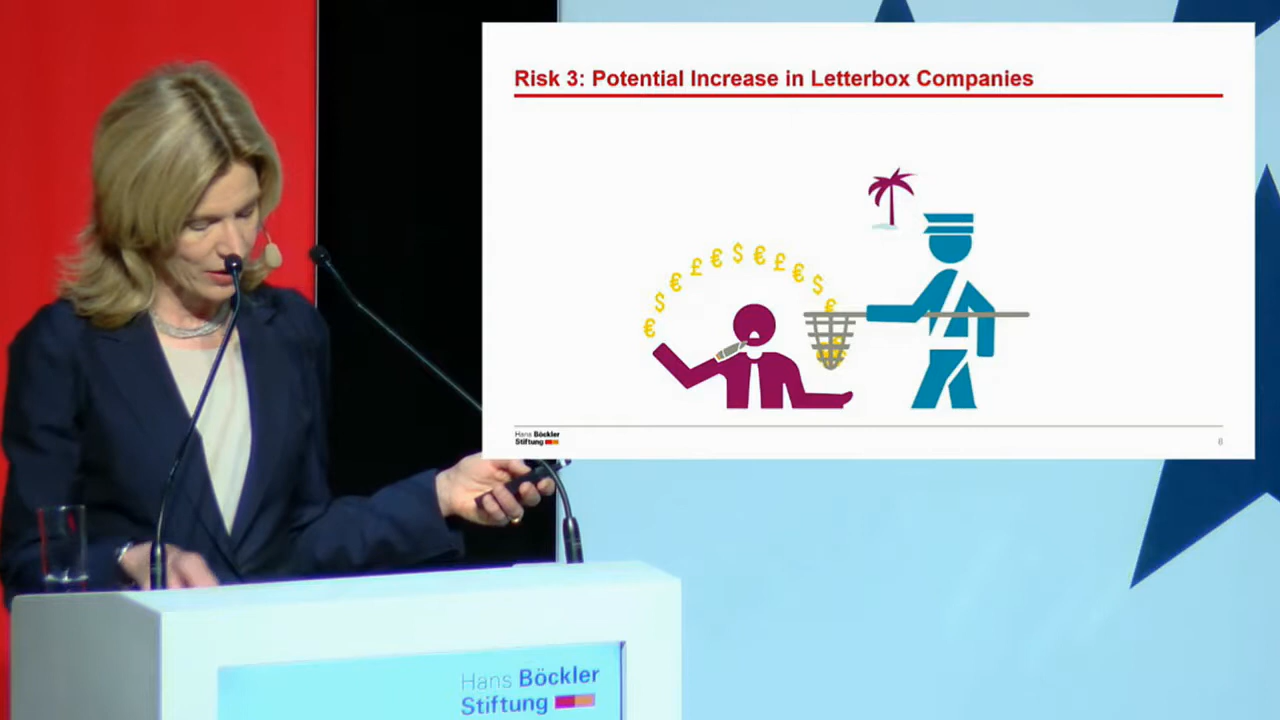 Risk 3: Potential Increase in Letterbox Companies
€ $ € £ € $ € £ € $ €
Hans Böckler
Stiftung
Hans Böckler
Stiftung